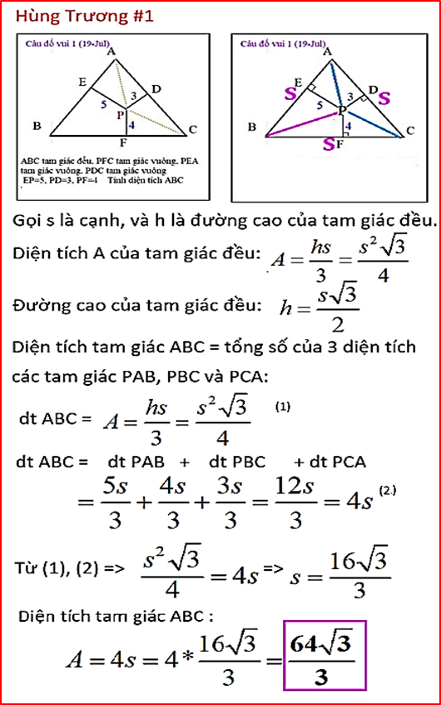 Hùng Trương #1
Câu đố vui 1 (19-Jul)
A
E
D
3
5
P
4
B
C
F
ABC tam giác đều. PFC tam giác vuông. PEA
tam giác vuông. PDC tam giác vuông
EP=5, PD=3, PF=4 Tính diện tích ABC
Câu đố vui 1 (19-Jul)
A
E
S
D
S
3
5
P
4
B
C
S
F
Gọi s là cạnh, và h là đường cao của tam giác đều.
Diện tích A của tam giác đều: A = hs/3 = s²√3/4
Đường cao của tam giác đều: h = s√3/2
Diện tích tam giác ABC = tổng số của 3 diện tích
các tam giác PAB, PBC và PCA:
dt ABC = A = hs/3 = s²√3/4 (1)
dt ABC = dt PAB + dt PBC + dt PCA
= 5s/3 + 4s/3 + 3s/3 = 12s/3 = 4s (2)
Từ (1), (2) => s²√3/4 = 4s => s = 16√3/3
Diện tích tam giác ABC :
A = 4s = 4*16√3/3 = 64√3/3